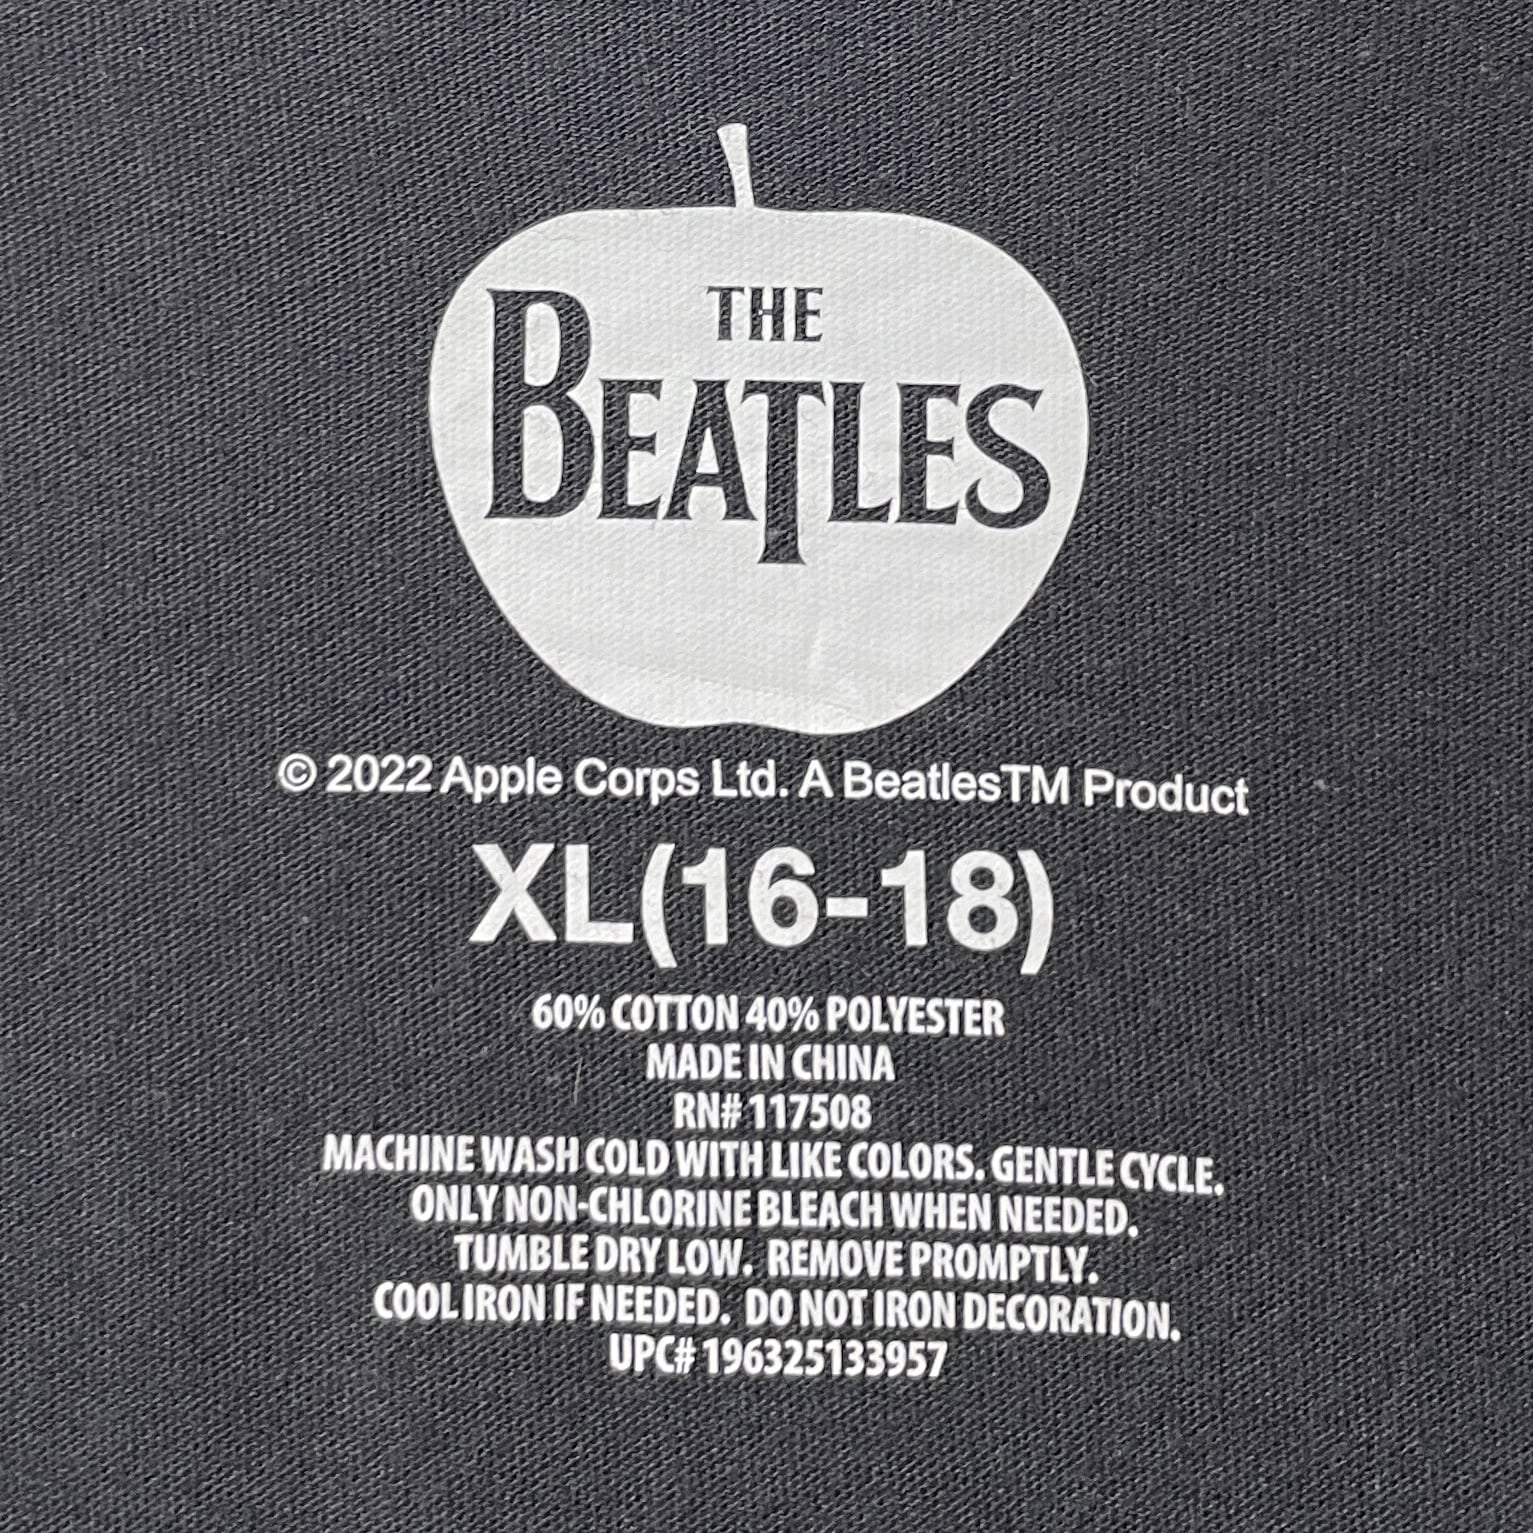 THE
BEATLES
© 2022 Apple Corps Ltd. A BeatlesTM Product
XL(16-18)
60% COTTON 40% POLYESTER
MADE IN CHINA
RN# 117508
MACHINE WASH COLD WITH LIKE COLORS. GENTLE CYCLE.
ONLY NON-CHLORINE BLEACH WHEN NEEDED.
TUMBLE DRY LOW. REMOVE PROMPTLY.
COOL IRON IF NEEDED. DO NOT IRON DECORATION.
UPC# 196325133957